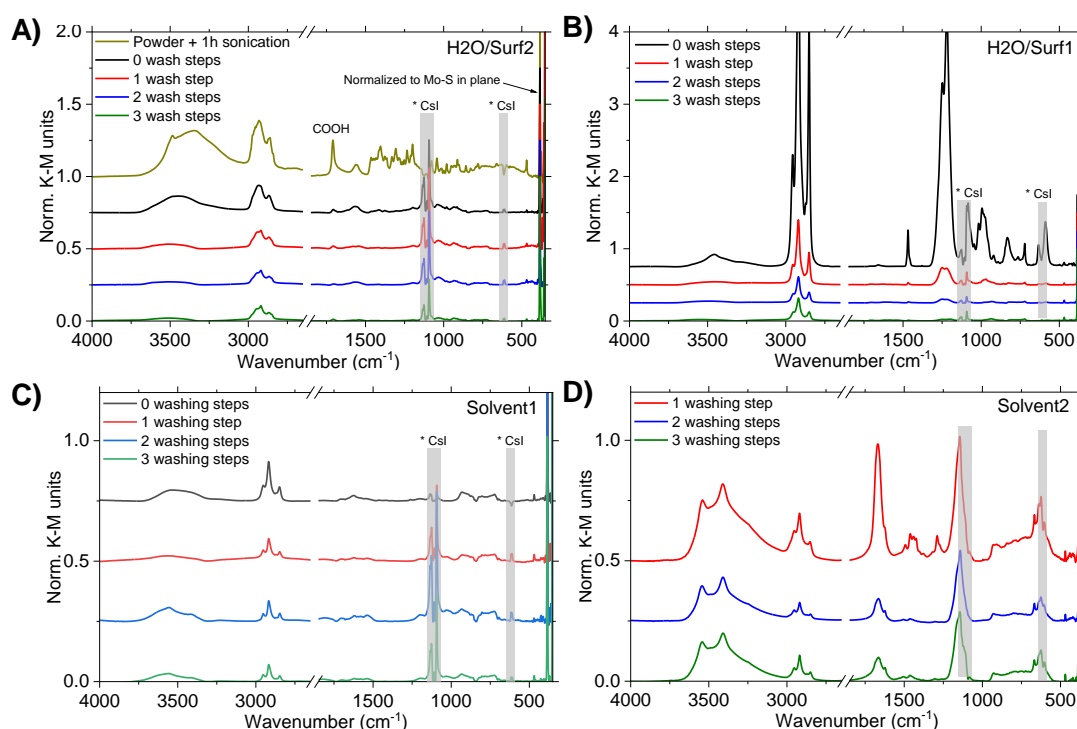 A)
H2O/Surf2
Powder + 1h sonication
0 wash steps
1 wash step
2 wash steps
3 wash steps
Normalized to Mo-S in plane
COOH
* CsI
* CsI
Norm. K-M units
2.0
1.5
1.0
0.5
0.0
4000 3500 3000 1500 1000 500
Wavenumber (cm-1)
B)
H2O/Surf1
0 wash steps
1 wash step
2 wash steps
3 wash steps
* CsI
* CsI
Norm. K-M units
4
3
2
1
0
4000 3500 3000 1500 1000 500
Wavenumber (cm-1)
C)
Solvent1
0 washing steps
1 washing step
2 washing steps
3 washing steps
* CsI
* CsI
Norm. K-M units
1.0
0.5
0.0
4000 3500 3000 1500 1000 500
Wavenumber (cm-1)
D)
Solvent2
1 washing step
2 washing steps
3 washing steps
* CsI
* CsI
Norm. K-M units
1.0
0.5
0.0
4000 3500 3000 1500 1000 500
Wavenumber (cm-1)